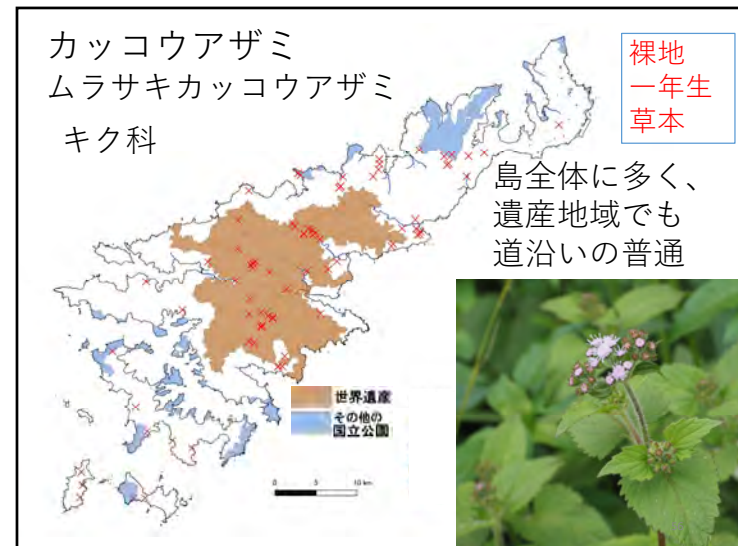 カッコウアザミ
ムラサキカッコウアザミ
キク科
裸地
一年生
草本
島全体に多く、
遺産地域でも
道沿いの普通
世界遺産
その他の
国立公園
0 5 10 km